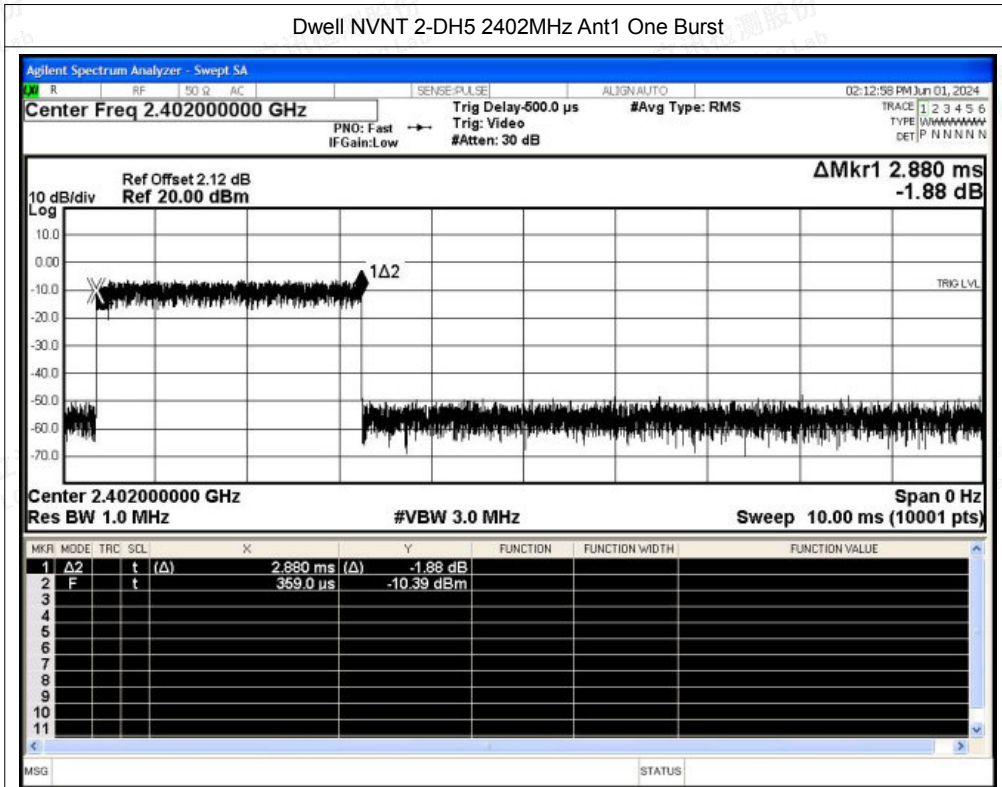 Dwell NVNT 2-DH5 2402MHz Ant1 One Burst
Agilent Spectrum Analyzer - Swept SA
LXI R RF 50 Ω AC SENSE:PULSE ALIGNAUTO 02:12:58 PM Jun 01, 2024
Center Freq 2.402000000 GHz
Trig Delay-500.0 µs #Avg Type: RMS
TRACE 1 2 3 4 5 6
PNO: Fast Trig: Video
TYPE WWWWWW
IFGain:Low #Atten: 30 dB
DET P N N N N N
ΔMkr1 2.880 ms
-1.88 dB
Ref Offset 2.12 dB
10 dB/div Ref 20.00 dBm
Log
10.0
0.00
1Δ2
-10.0
TRIG LVL
-20.0
-30.0
-40.0
-50.0
-60.0
-70.0
Center 2.402000000 GHz Span 0 Hz
Res BW 1.0 MHz #VBW 3.0 MHz Sweep 10.00 ms (10001 pts)
MKR MODE TRC SCL X Y FUNCTION FUNCTION WIDTH FUNCTION VALUE
1 Δ2 t (Δ) 2.880 ms (Δ) -1.88 dB
2 F t 359.0 µs -10.39 dBm
3
4
5
6
7
8
9
10
11
MSG STATUS